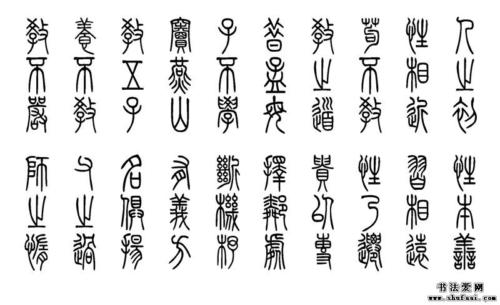 人之初
性本善
性相近
習相遠
苟不教
性乃遷
教之道
貴以專
昔孟母
擇鄰處
子不學
斷機杼
竇燕山
有義方
教五子
名俱揚
養不教
父之過
教不嚴
師之惰
书法爱网
www.shufaai.com